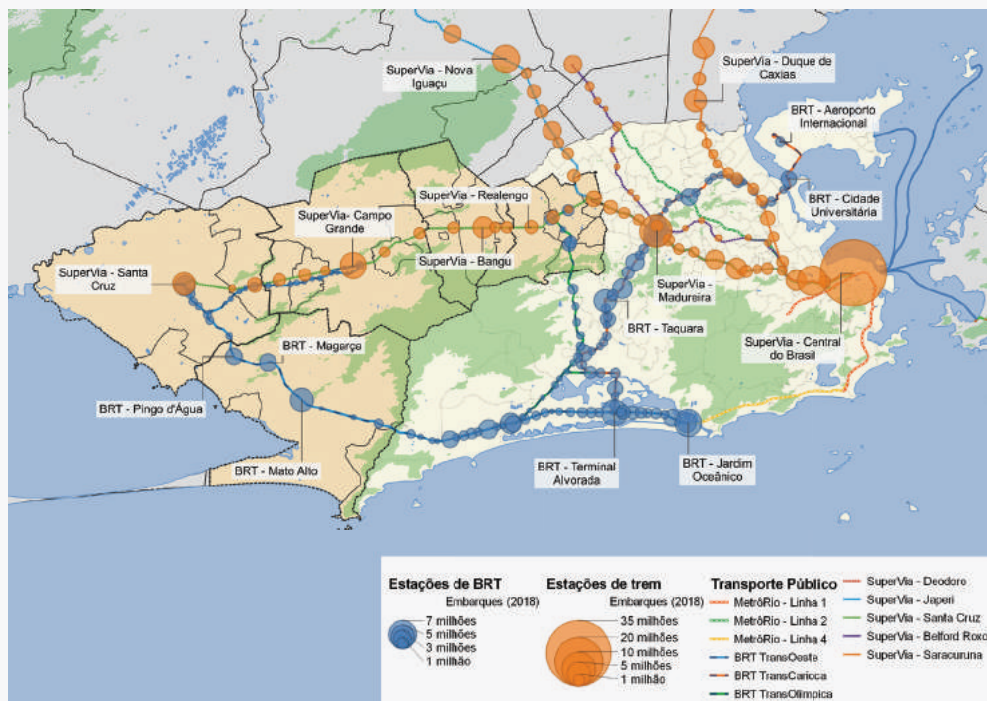 SuperVia - Nova
Iguaçu
SuperVia - Duque de
Caxias
BRT - Aeroporto
Internacional
SuperVia - Realengo
SuperVia- Campo
Grande
BRT - Cidade
Universitária
SuperVia - Santa
Cruz
SuperVia - Bangu
SuperVia -
Madureira
BRT - Taquara
BRT - Magarça
SuperVia - Central
do Brasil
BRT - Pingo d'Água
BRT - Mato Alto
BRT - Terminal
Alvorada
BRT - Jardim
Oceânico
Estações de BRT
Embarques (2018)
7 milhões
5 milhões
3 milhões
1 milhão
Estações de trem
Embarques (2018)
35 milhões
20 milhões
10 milhões
5 milhões
1 milhão
Transporte Público
MetrôRio - Linha 1
MetrôRio - Linha 2
MetrôRio - Linha 4
BRT TransOeste
BRT TransCaricca
BRT TransOlímpica
SuperVia - Deodoro
SuperVia - Japeri
SuperVia - Santa Cruz
SuperVia - Belford Roxo
SuperVia - Saracuruna